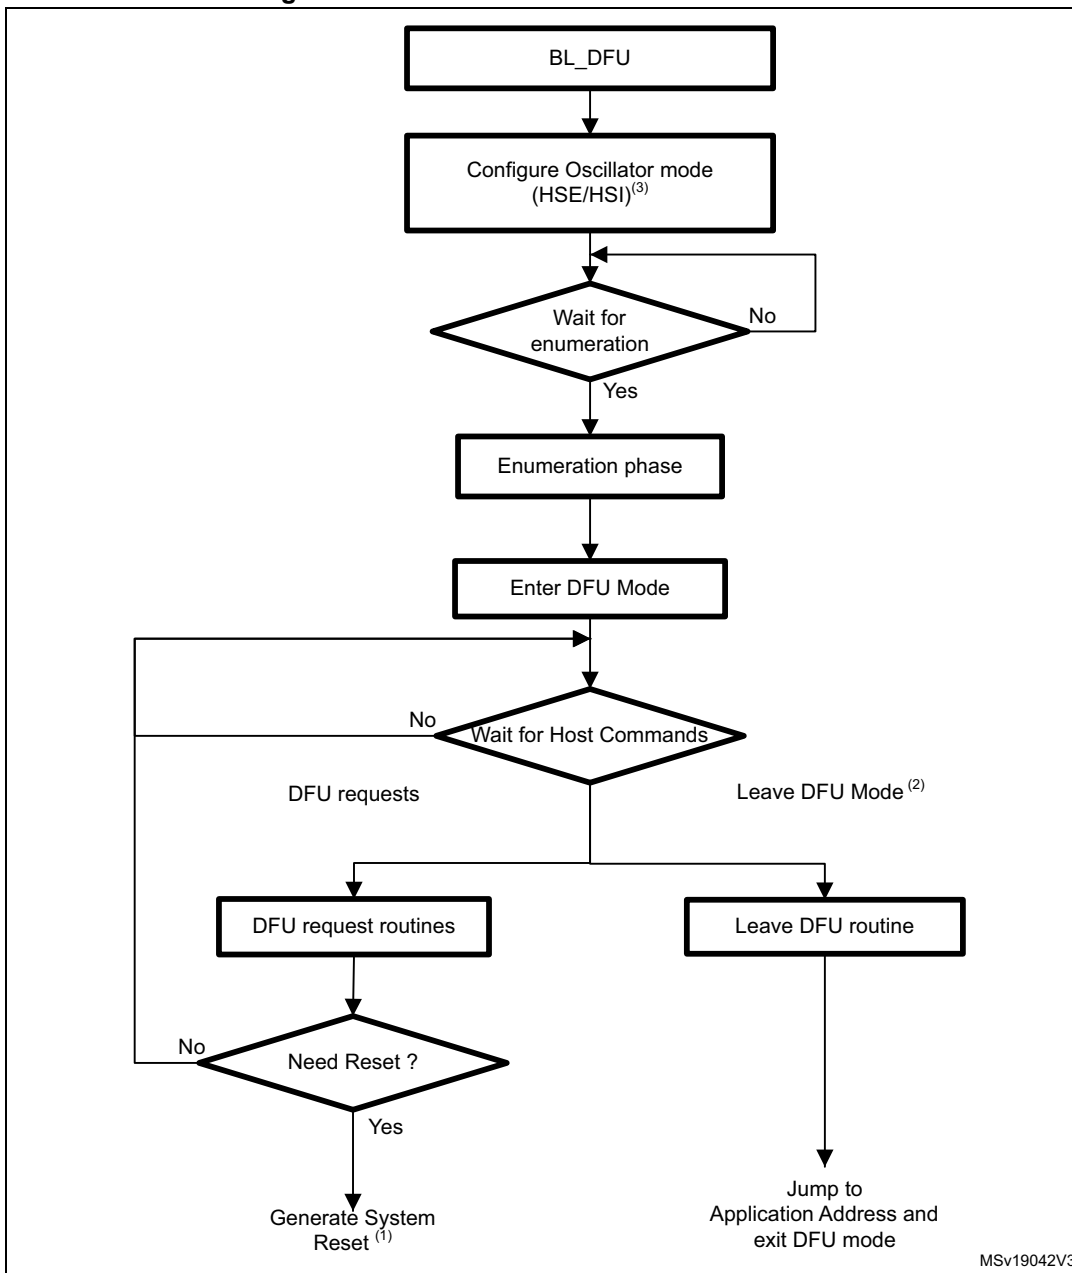 BL_DFU
Configure Oscillator mode
(HSE/HSI)(3)
Wait for
enumeration
No
Yes
Enumeration phase
Enter DFU Mode
No
Wait for Host Commands
DFU requests
Leave DFU Mode (2)
DFU request routines
Leave DFU routine
No
Need Reset ?
Yes
Generate System
Reset (1)
Jump to
Application Address and
exit DFU mode
MSv19042V3